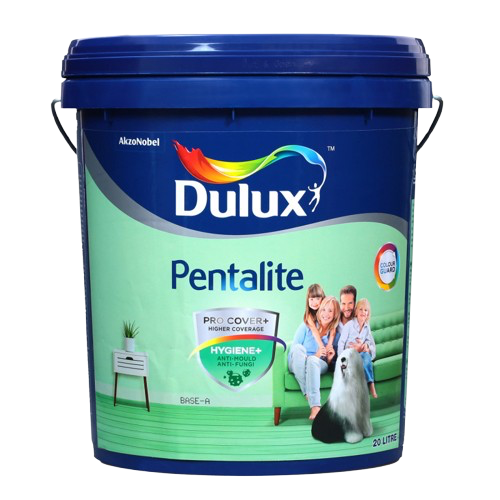 AkzoNobel
Dulux
TM
Pentalite
COLOUR
GUARD
PRO COVER+
HIGHER COVERAGE
HYGIENE+
ANTI-MOULD
ANTI-FUNGI
BASE-A
20 LITRE